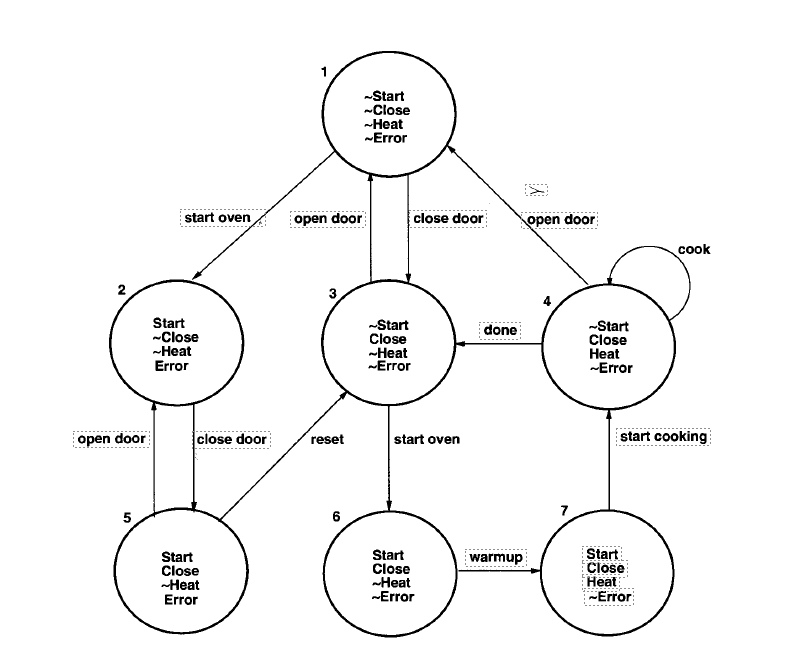 1
~Start
~Close
~Heat
~Error
start oven
open door
close door
open door
cook
2
Start
~Close
~Heat
Error
3
~Start
Close
~Heat
~Error
done
4
~Start
Close
Heat
~Error
open door
close door
reset
start oven
start cooking
5
Start
Close
~Heat
Error
6
Start
Close
~Heat
~Error
warmup
7
Start
Close
Heat
~Error